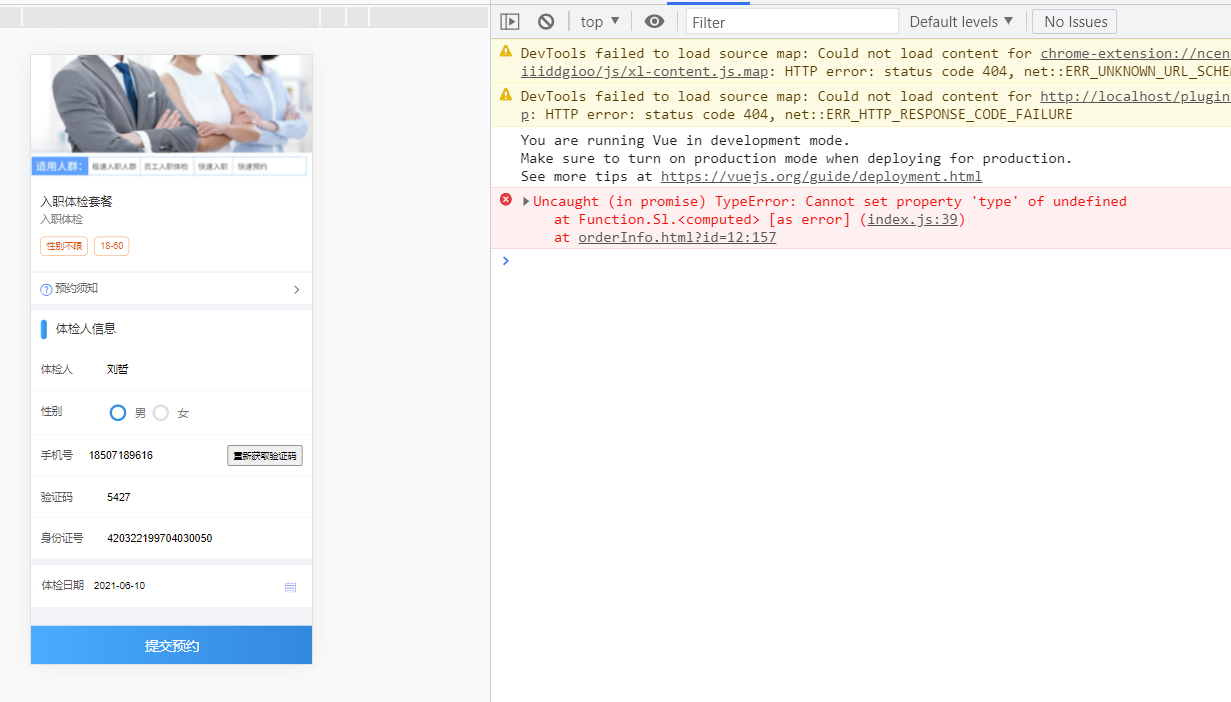 适用人群：
极速入职人群
员工入职体检
快速入职
快速预约
入职体检套餐
入职体检
性别不限
18-60
预约须知
体检人信息
体检人 刘哲
性别 男 女
手机号 18507189616 重新获取验证码
验证码 5427
身份证号 420322199704030050
体检日期 2021-06-10
提交预约
top ▼ Filter Default levels ▼ No Issues
DevTools failed to load source map: Could not load content for chrome-extension://ncen
iiiddgioo/js/xl-content.js.map: HTTP error: status code 404, net::ERR_UNKNOWN_URL_SCHE
DevTools failed to load source map: Could not load content for http://localhost/plugin
p: HTTP error: status code 404, net::ERR_HTTP_RESPONSE_CODE_FAILURE
You are running Vue in development mode.
Make sure to turn on production mode when deploying for production.
See more tips at https://vuejs.org/guide/deployment.html
Uncaught (in promise) TypeError: Cannot set property 'type' of undefined
at Function.Sl.<computed> [as error] (index.js:39)
at orderInfo.html?id=12:157